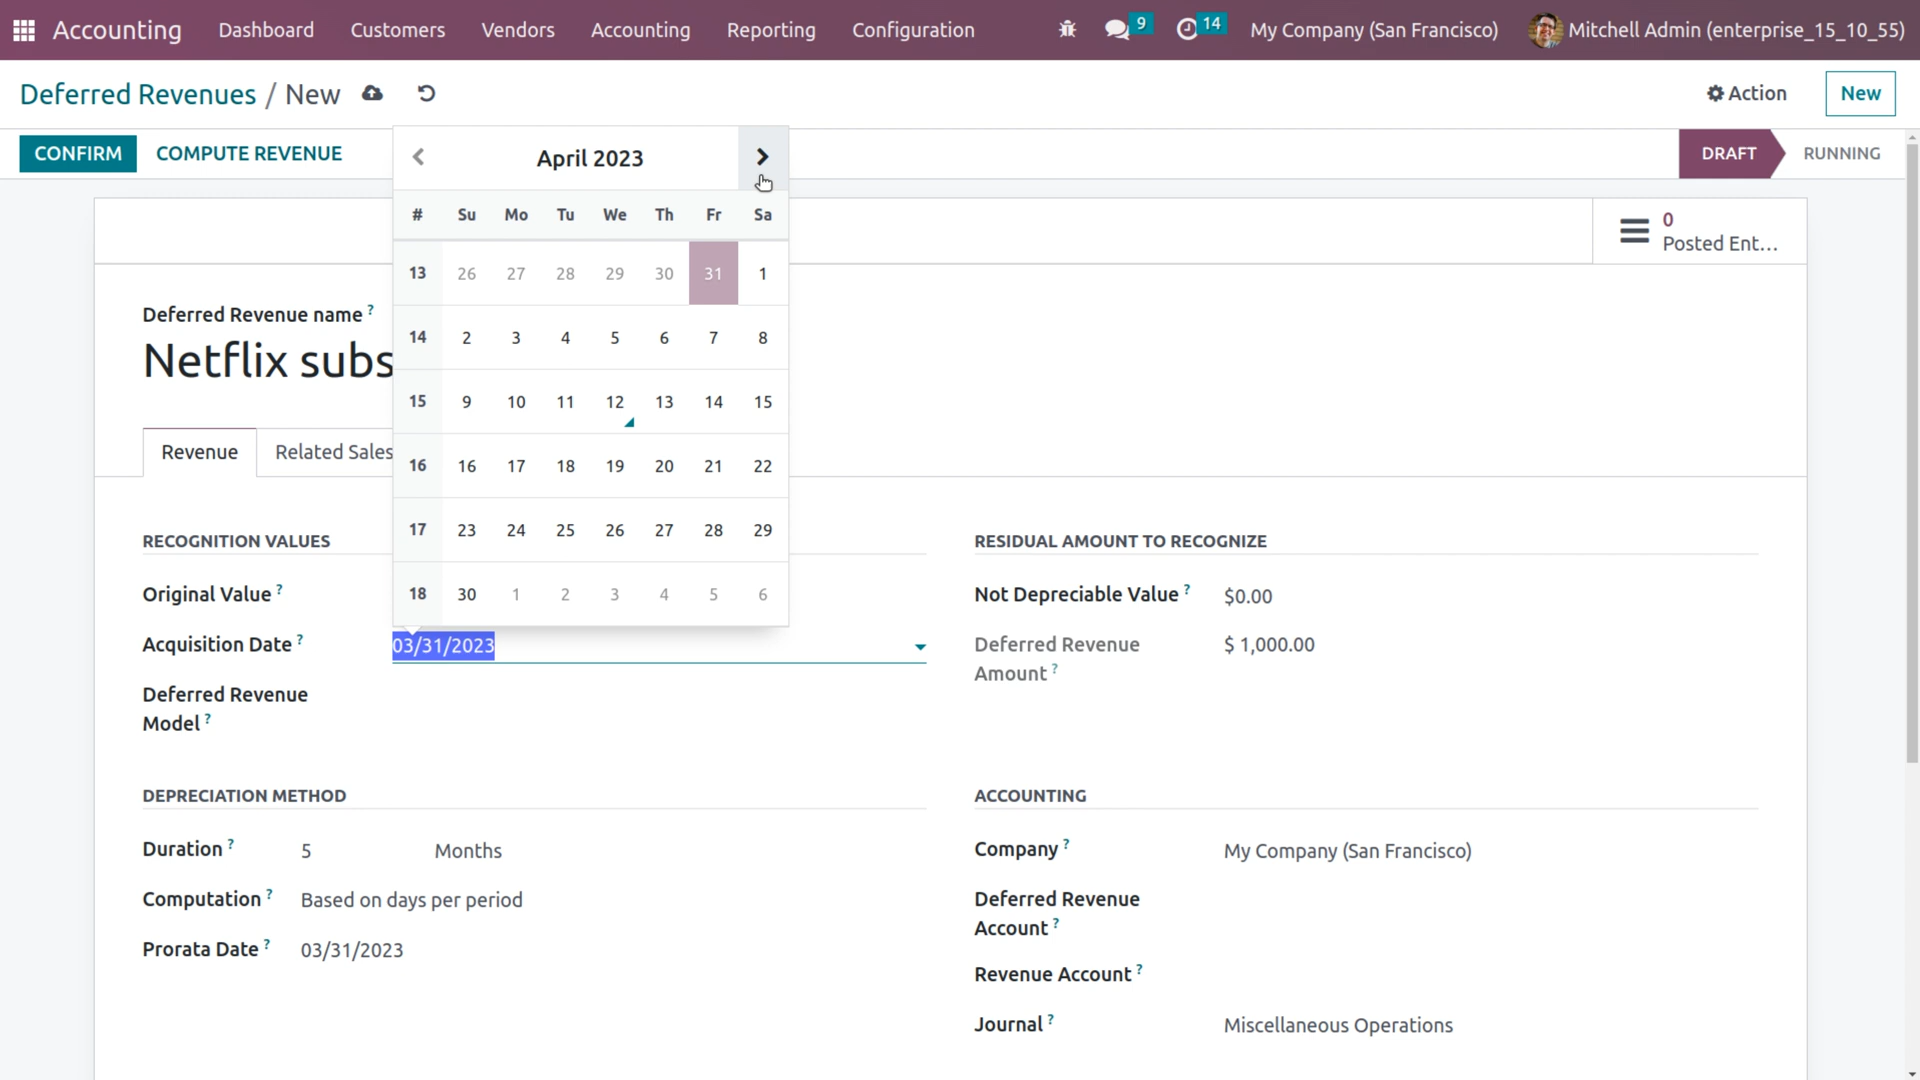 Accounting Dashboard Customers Vendors Accounting Reporting Configuration 9 14 My Company (San Francisco) Mitchell Admin (enterprise_15_10_55)
Deferred Revenues / New Action New
CONFIRM COMPUTE REVENUE DRAFT RUNNING
April 2023
# Su Mo Tu We Th Fr Sa
13 26 27 28 29 30 31 1
14 2 3 4 5 6 7 8
15 9 10 11 12 13 14 15
16 16 17 18 19 20 21 22
17 23 24 25 26 27 28 29
18 30 1 2 3 4 5 6
0
Posted Ent...
Deferred Revenue name ?
Netflix subs
Revenue Related Sales
RECOGNITION VALUES
Original Value ?
Acquisition Date ? 03/31/2023
Deferred Revenue
Model ?
RESIDUAL AMOUNT TO RECOGNIZE
Not Depreciable Value ? $0.00
Deferred Revenue $ 1,000.00
Amount ?
DEPRECIATION METHOD
Duration ? 5 Months
Computation ? Based on days per period
Prorata Date ? 03/31/2023
ACCOUNTING
Company ? My Company (San Francisco)
Deferred Revenue
Account ?
Revenue Account ?
Journal ? Miscellaneous Operations